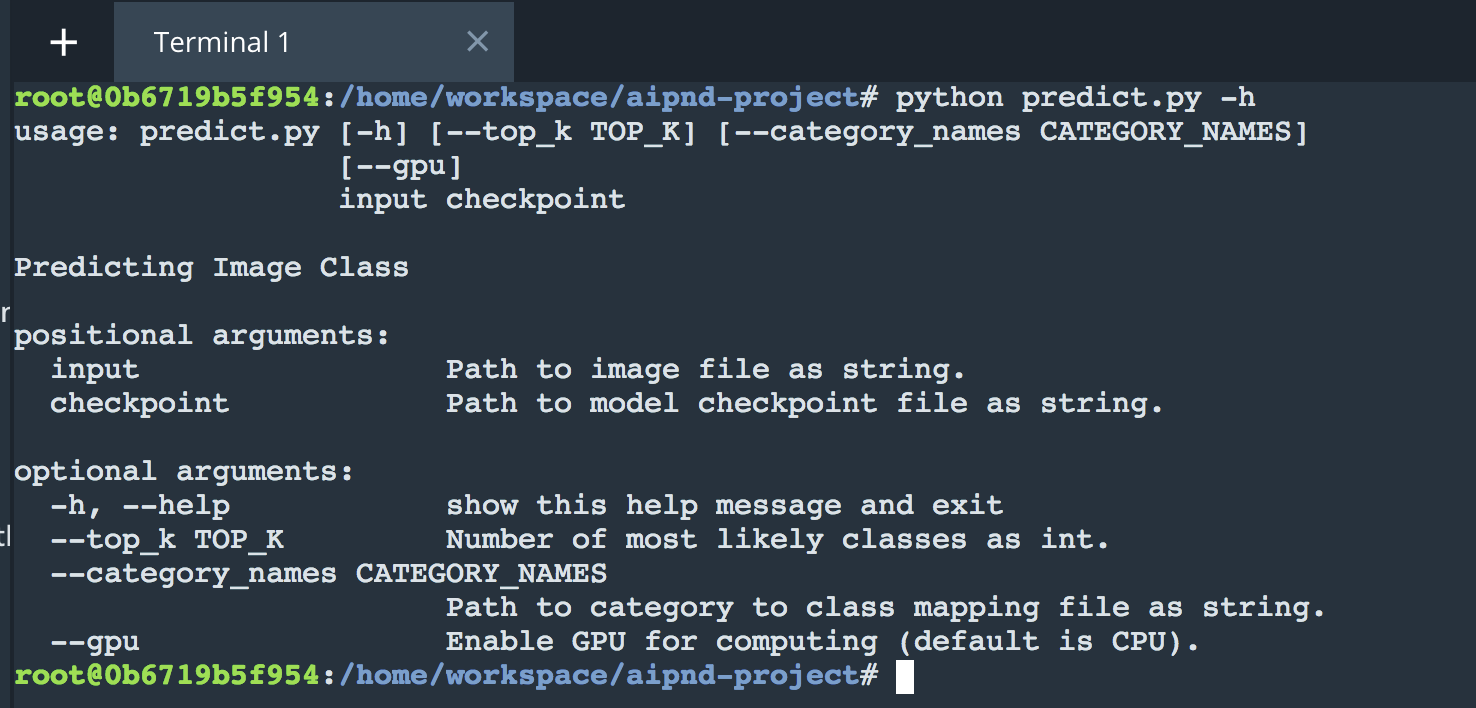 + Terminal 1 ×
root@0b6719b5f954:/home/workspace/aipnd-project# python predict.py -h
usage: predict.py [-h] [--top_k TOP_K] [--category_names CATEGORY_NAMES]
[--gpu]
input checkpoint
Predicting Image Class
positional arguments:
input Path to image file as string.
checkpoint Path to model checkpoint file as string.
optional arguments:
-h, --help show this help message and exit
--top_k TOP_K Number of most likely classes as int.
--category_names CATEGORY_NAMES
Path to category to class mapping file as string.
--gpu Enable GPU for computing (default is CPU).
root@0b6719b5f954:/home/workspace/aipnd-project#